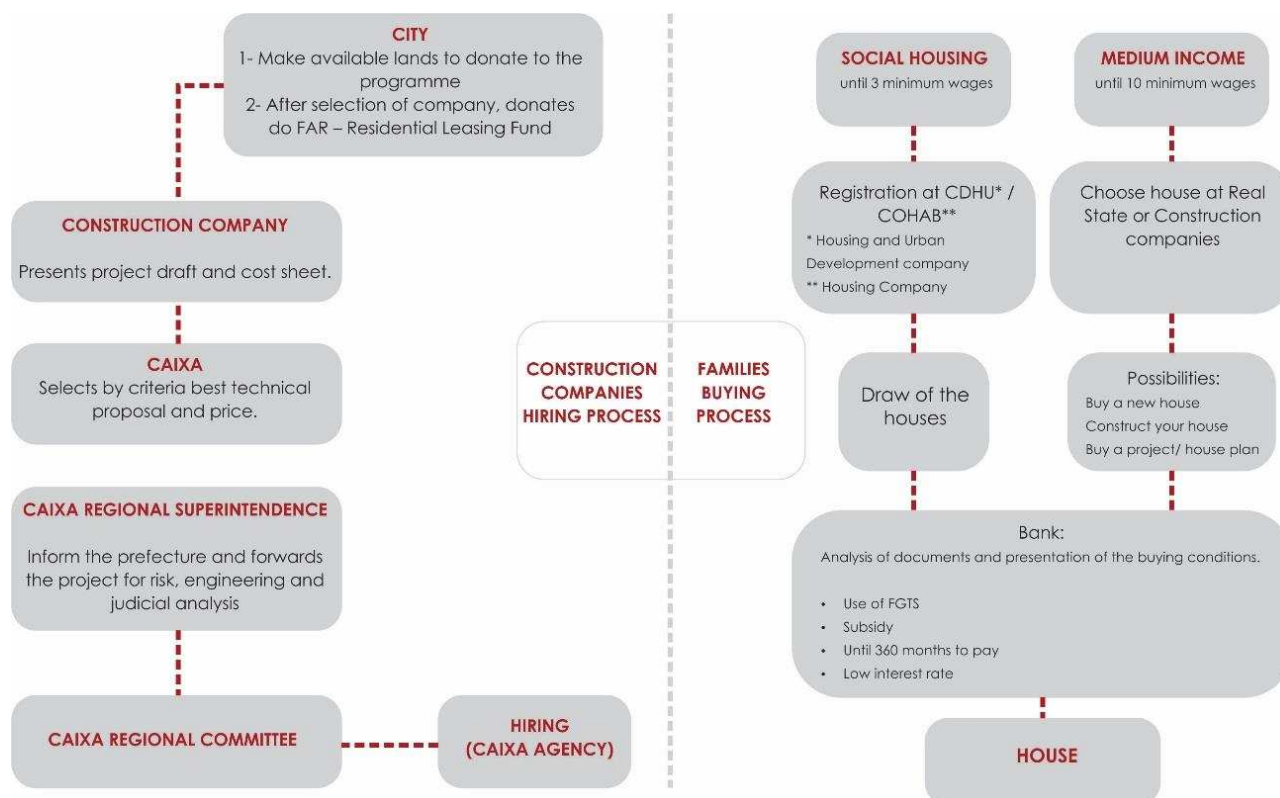 CITY
1- Make available lands to donate to the
programme
2- After selection of company, donates
do FAR – Residential Leasing Fund
CONSTRUCTION COMPANY
Presents project draft and cost sheet.
CAIXA
Selects by criteria best technical
proposal and price.
CAIXA REGIONAL SUPERINTENDENCE
Inform the prefecture and forwards
the project for risk, engineering and
judicial analysis
CAIXA REGIONAL COMMITTEE
HIRING
(CAIXA AGENCY)
CONSTRUCTION
COMPANIES
HIRING PROCESS
FAMILIES
BUYING
PROCESS
SOCIAL HOUSING
until 3 minimum wages
Registration at CDHU* /
COHAB**
* Housing and Urban
Development company
** Housing Company
Draw of the
houses
MEDIUM INCOME
until 10 minimum wages
Choose house at Real
State or Construction
companies
Possibilities:
Buy a new house
Construct your house
Buy a project/ house plan
Bank:
Analysis of documents and presentation of the buying conditions.
• Use of FGTS
• Subsidy
• Until 360 months to pay
• Low interest rate
HOUSE